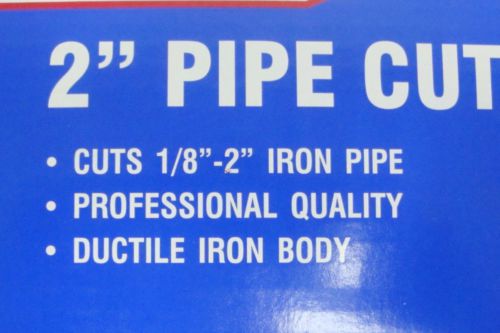 2” PIPE CUT
• CUTS 1/8”-2” IRON PIPE
• PROFESSIONAL QUALITY
• DUCTILE IRON BODY